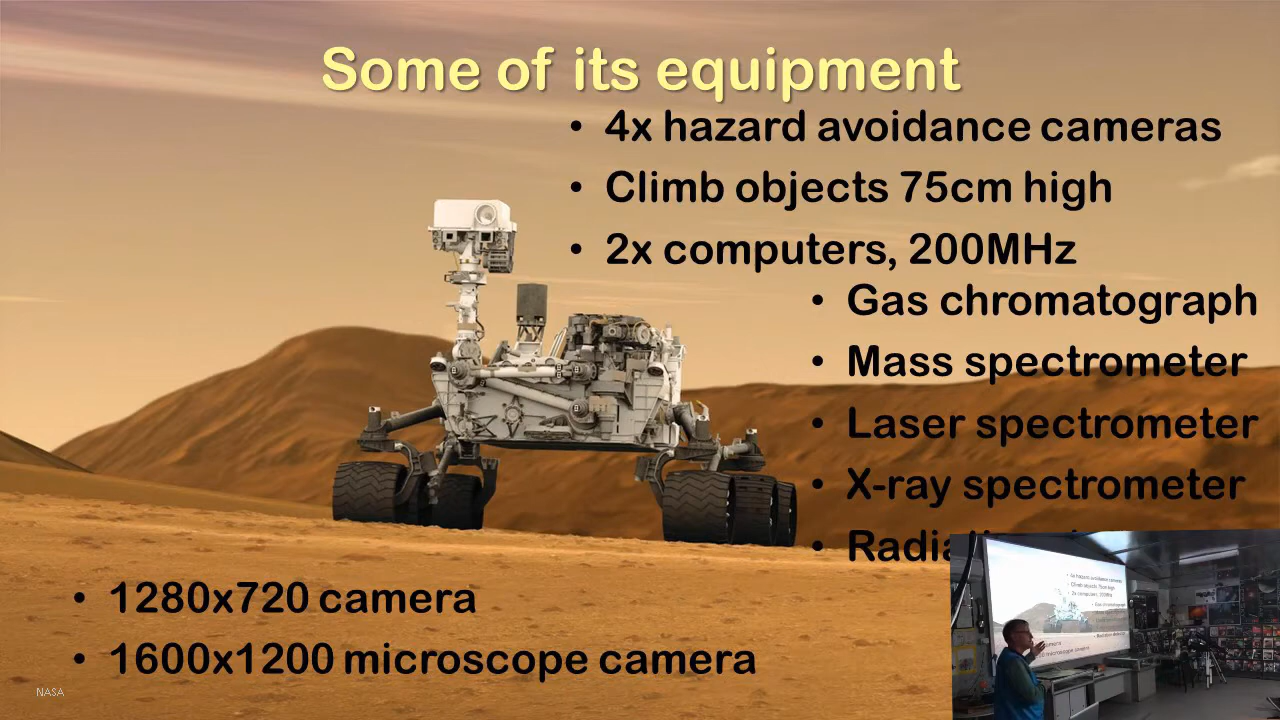 Some of its equipment
• 4x hazard avoidance cameras
• Climb objects 75cm high
• 2x computers, 200MHz
• Gas chromatograph
• Mass spectrometer
• Laser spectrometer
• X-ray spectrometer
•
• 1280x720 camera
• 1600x1200 microscope camera
NASA